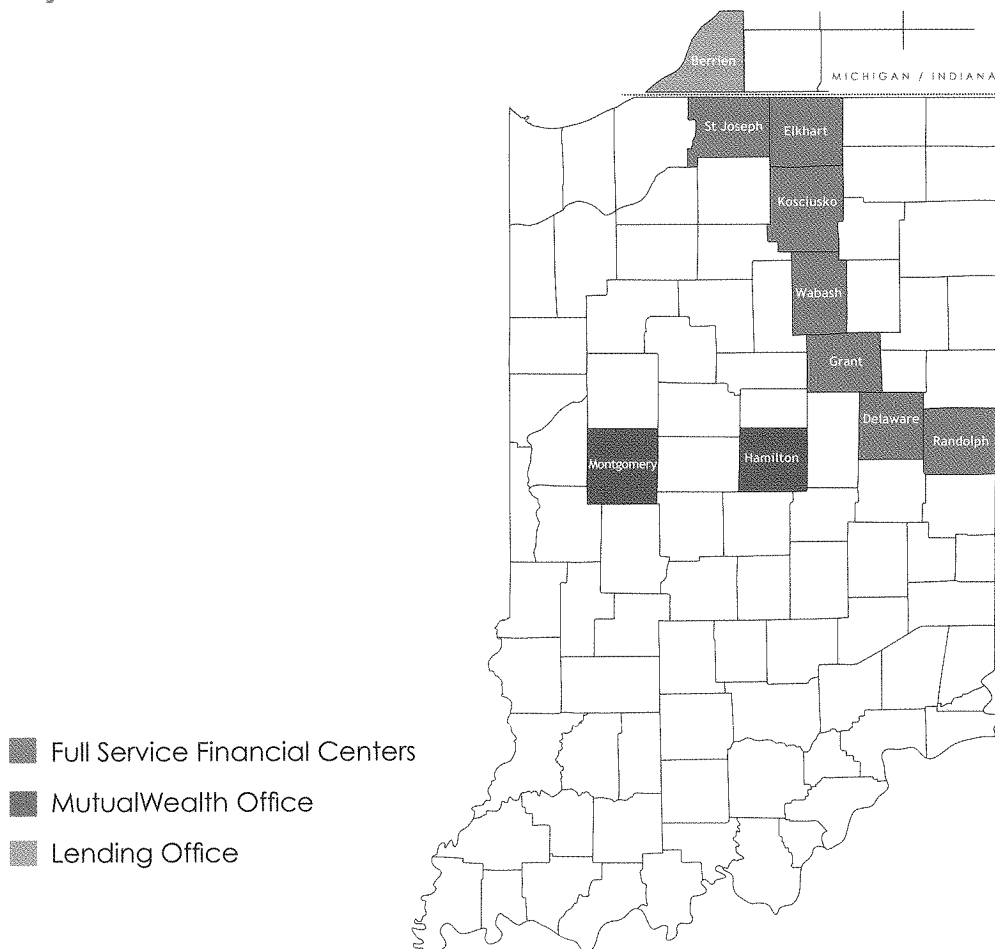 Berrien
MICHIGAN / INDIANA
St Joseph
Elkhart
Kosciusko
Wabash
Grant
Delaware
Randolph
Montgomery
Hamilton
Full Service Financial Centers
MutualWealth Office
Lending Office